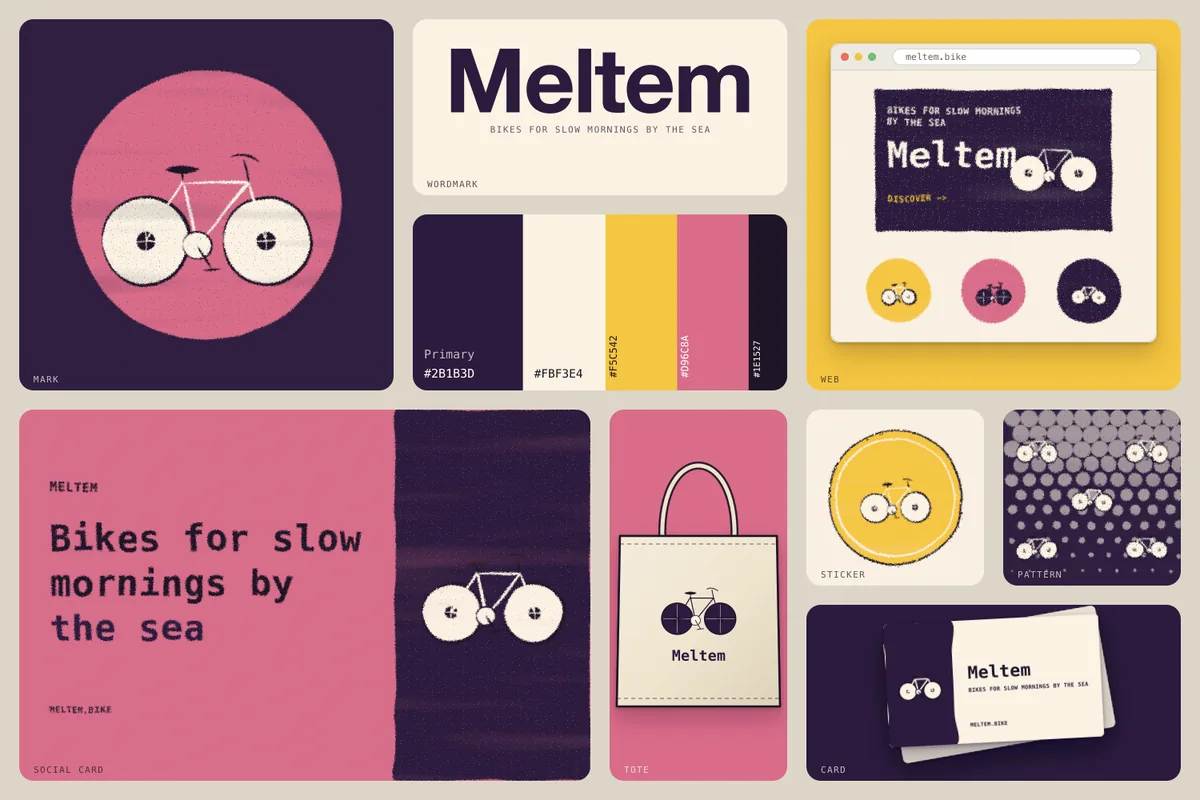 MARK
Meltem
BIKES FOR SLOW MORNINGS BY THE SEA
WORDMARK
Primary
#2B1B3D
#FBF3E4
#F5C542
#D96C8A
#1E1527
meltem.bike
BIKES FOR SLOW MORNINGS
BY THE SEA
Meltem
DISCOVER ->
WEB
MELTEM
Bikes for slow
mornings by
the sea
MELTEM.BIKE
SOCIAL CARD
Meltem
TOTE
STICKER
PATTERN
Meltem
BIKES FOR SLOW MORNINGS BY THE SEA
MELTEM.BIKE
CARD